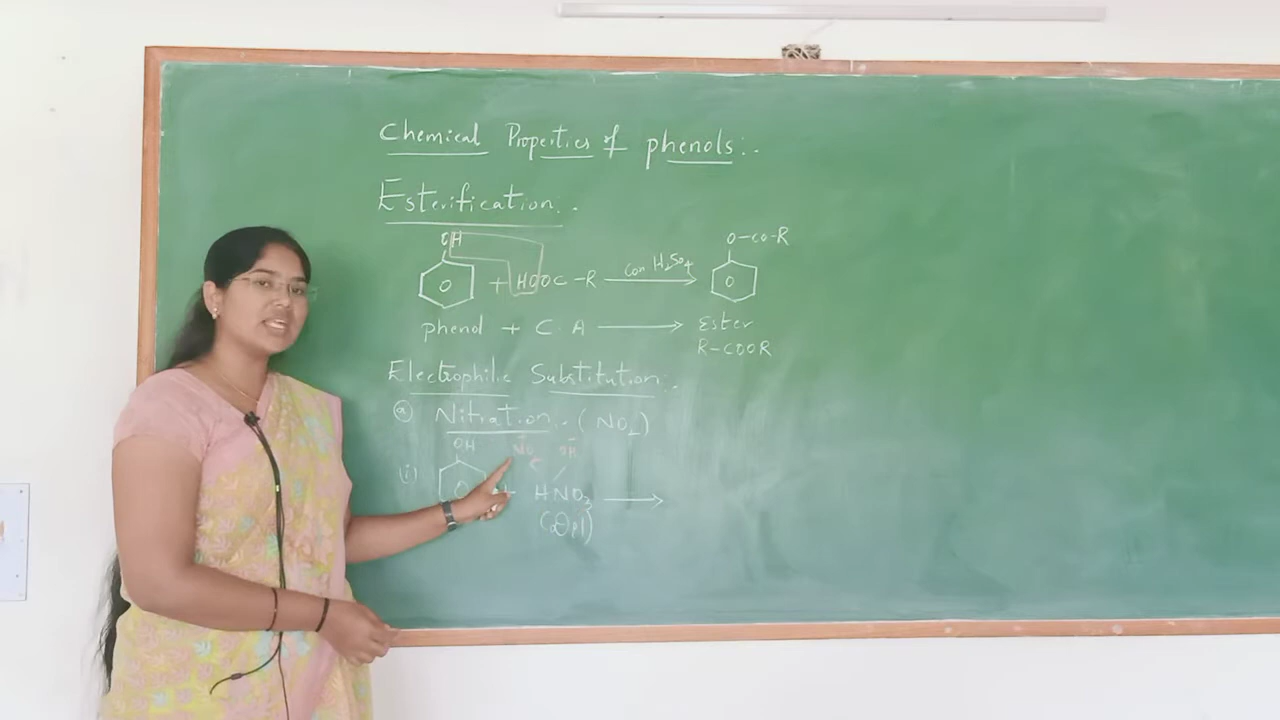 Chemical Properties of phenols:.
Esterification:.
OH O-co-R
+ HOOC-R Con H2SO4
phenol + C.A → Ester
R-COOR
Electrophilic Substitution:.
a) Nitration:. (NO2)
OH NO2 OH
(i) + HNO3 →
(Dil)